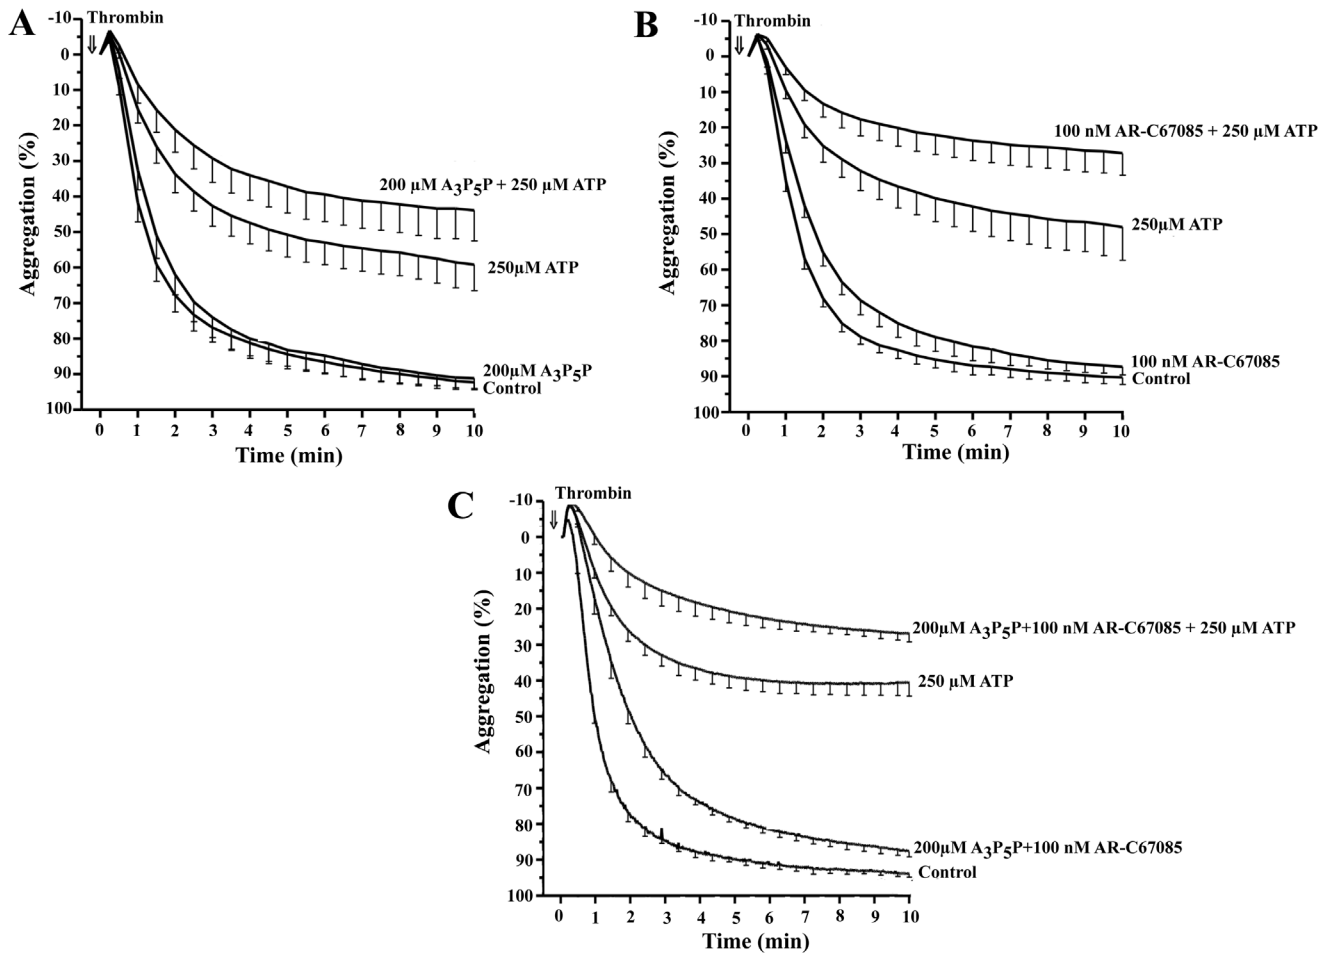 A
Thrombin
-10
0
10
20
30
40
50
60
70
80
90
100
Aggregation (%)
200 µM A3P5P + 250 µM ATP
250µM ATP
200µM A3P5P
Control
0 1 2 3 4 5 6 7 8 9 10
Time (min)
B
Thrombin
-10
0
10
20
30
40
50
60
70
80
90
100
Aggregation (%)
100 nM AR-C67085 + 250 µM ATP
250µM ATP
100 nM AR-C67085
Control
0 1 2 3 4 5 6 7 8 9 10
Time (min)
C
Thrombin
-10
0
10
20
30
40
50
60
70
80
90
100
Aggregation (%)
200µM A3P5P+100 nM AR-C67085 + 250 µM ATP
250 µM ATP
200µM A3P5P+100 nM AR-C67085
Control
0 1 2 3 4 5 6 7 8 9 10
Time (min)